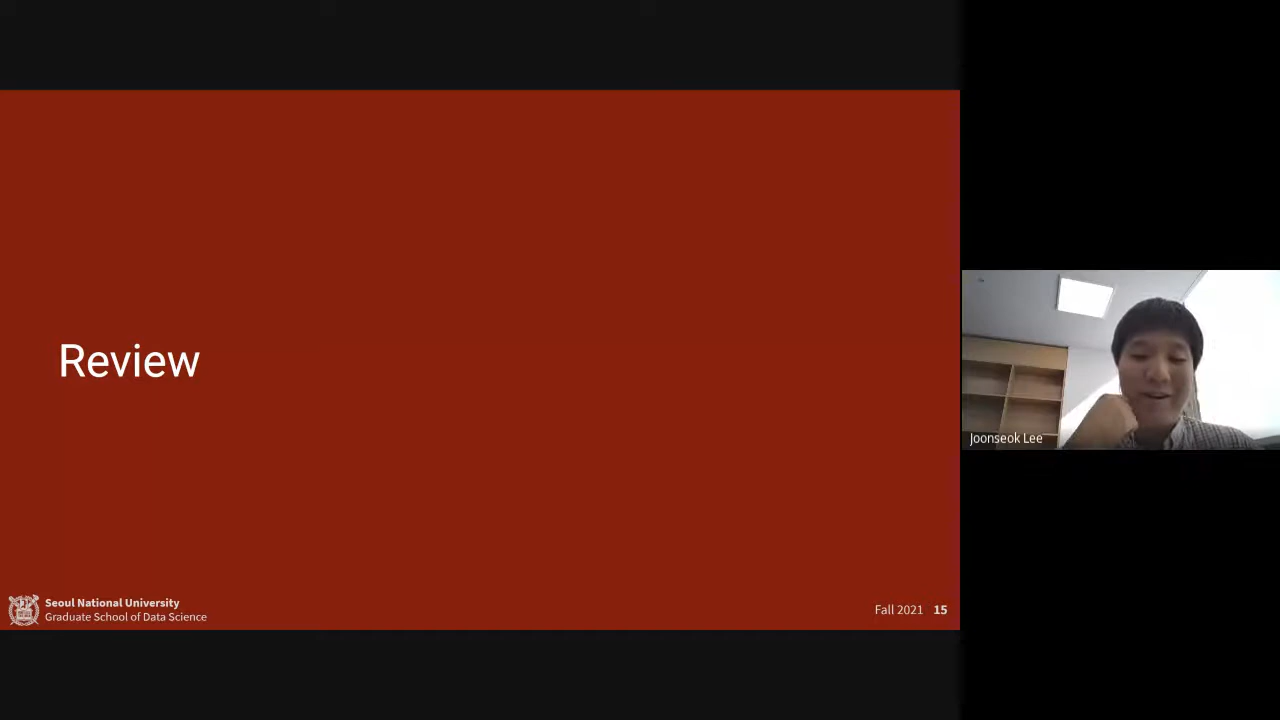 Review
Seoul National University
Graduate School of Data Science
Fall 2021 15
Joonseok Lee